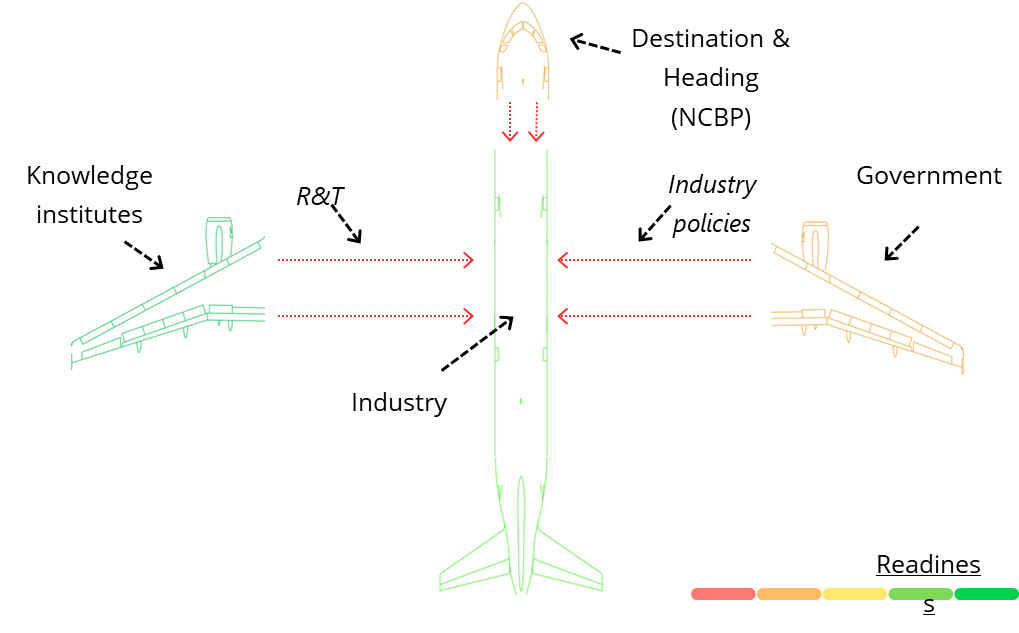 Destination &
Heading
(NCBP)
Knowledge
institutes
R&T
Industry
policies
Government
Industry
Readines
s